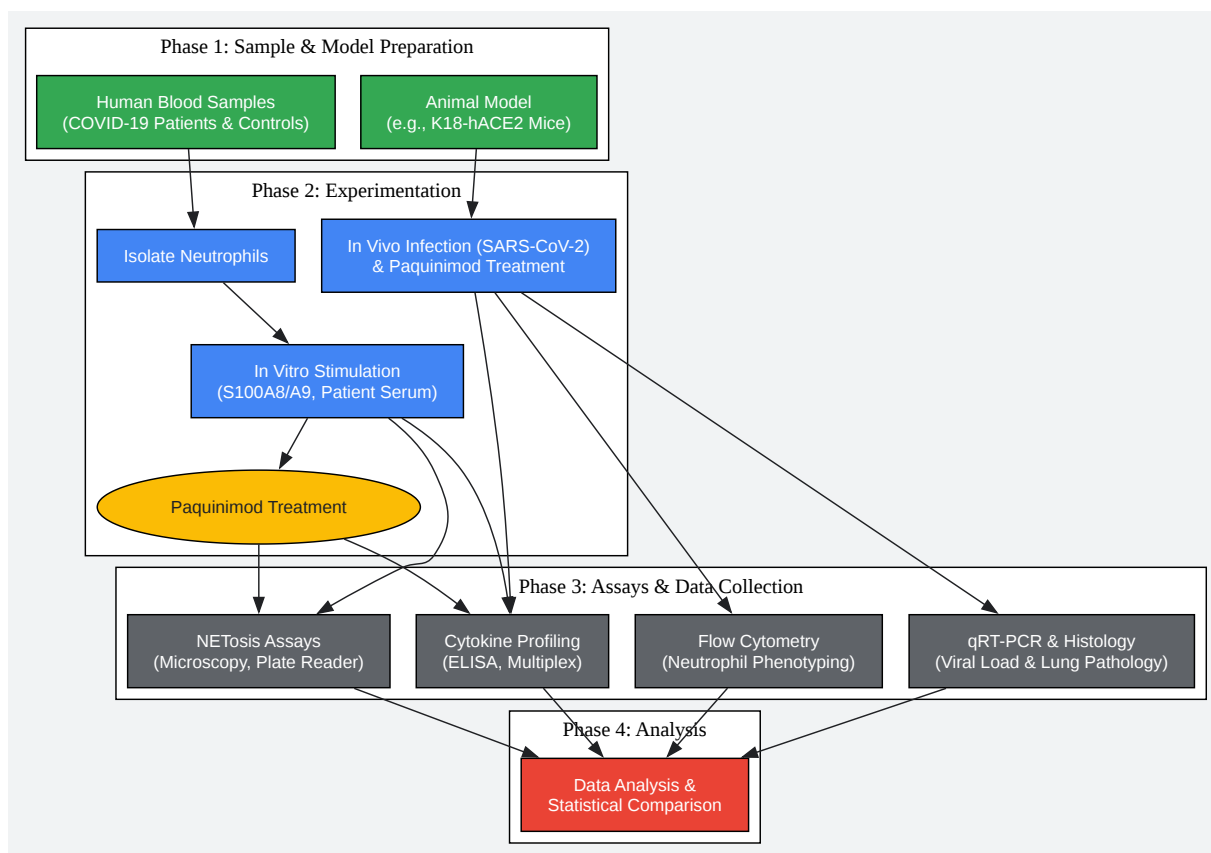 Phase 1: Sample & Model Preparation
Human Blood Samples
(COVID-19 Patients & Controls)
Animal Model
(e.g., K18-hACE2 Mice)
Phase 2: Experimentation
Isolate Neutrophils
In Vivo Infection (SARS-CoV-2)
& Paquinimod Treatment
In Vitro Stimulation
(S100A8/A9, Patient Serum)
Paquinimod Treatment
Phase 3: Assays & Data Collection
NETosis Assays
(Microscopy, Plate Reader)
Cytokine Profiling
(ELISA, Multiplex)
Flow Cytometry
(Neutrophil Phenotyping)
qRT-PCR & Histology
(Viral Load & Lung Pathology)
Phase 4: Analysis
Data Analysis &
Statistical Comparison